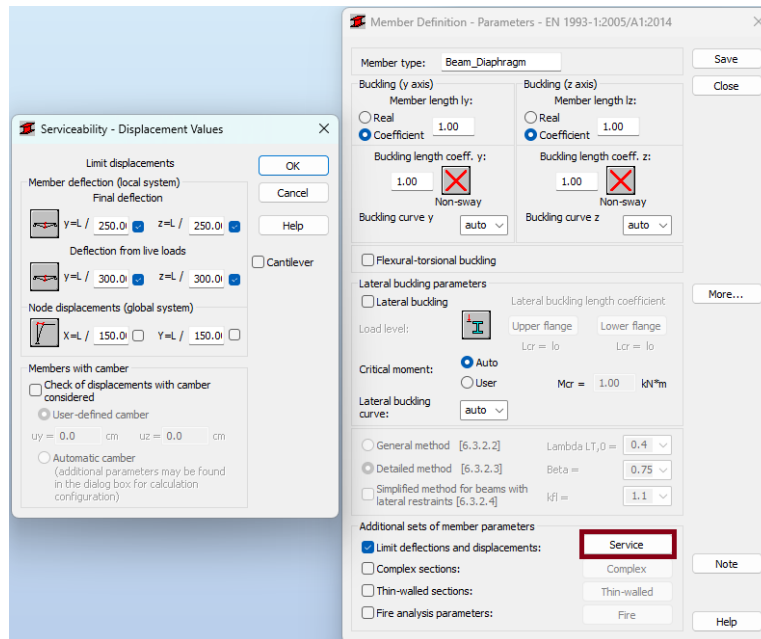 Serviceability - Displacement Values
Limit displacements
OK
Member deflection (local system)
Final deflection
Cancel
y=L / 250.0 z=L / 250.0
Help
Deflection from live loads
Cantilever
y=L / 300.0 z=L / 300.0
Node displacements (global system)
X=L / 150.0 Y=L / 150.0
Members with camber
Check of displacements with camber
considered
User-defined camber
uy = 0.0 cm uz = 0.0 cm
Automatic camber
(additional parameters may be found
in the dialog box for calculation
configuration)
Member Definition - Parameters - EN 1993-1:2005/A1:2014
Member type: Beam_Diaphragm
Save
Close
Buckling (y axis) Buckling (z axis)
Member length ly: Member length lz:
Real Real
Coefficient 1.00 Coefficient 1.00
Buckling length coeff. y: Buckling length coeff. z:
1.00 1.00
Non-sway Non-sway
Buckling curve y auto Buckling curve z auto
Flexural-torsional buckling
Lateral buckling parameters
More...
Lateral buckling Lateral buckling length coefficient
Load level: Upper flange Lower flange
Lcr = lo Lcr = lo
Critical moment: Auto
User Mcr = 1.00 kN*m
Lateral buckling
curve: auto
General method [6.3.2.2] Lambda LT,0 = 0.4
Detailed method [6.3.2.3] Beta = 0.75
Simplified method for beams with
lateral restraints [6.3.2.4] kfl = 1.1
Additional sets of member parameters
Limit deflections and displacements: Service
Complex sections: Complex
Note
Thin-walled sections: Thin-walled
Fire analysis parameters: Fire
Help